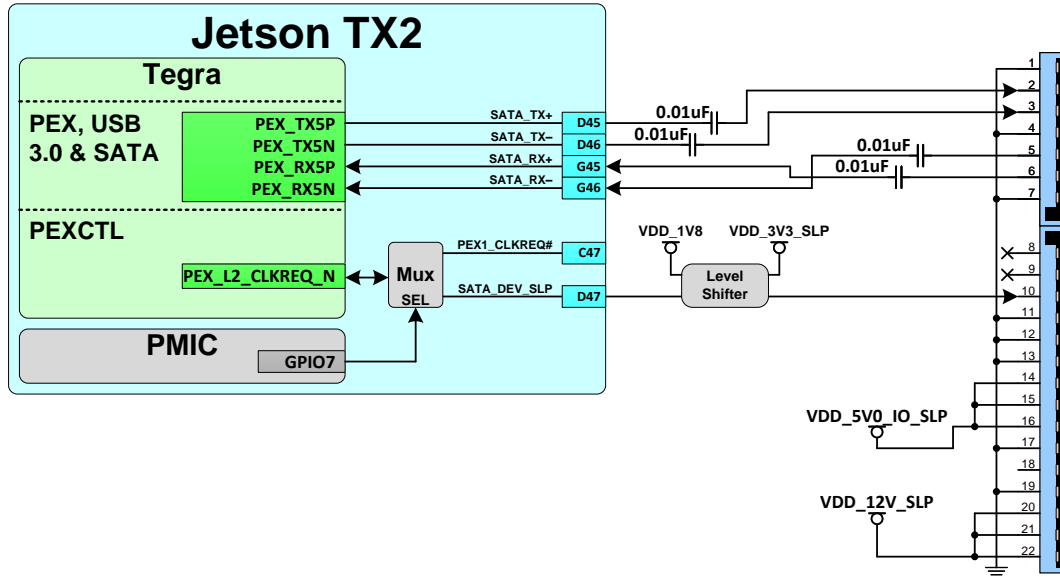 Jetson TX2
Tegra
PEX, USB
3.0 & SATA
PEX_TX5P
PEX_TX5N
PEX_RX5P
PEX_RX5N
SATA_TX+
SATA_TX–
SATA_RX+
SATA_RX–
D45
D46
G45
G46
0.01uF
0.01uF
0.01uF
0.01uF
1
2
3
4
5
6
7
PEXCTL
PEX_L2_CLKREQ_N
Mux
SEL
PEX1_CLKREQ#
SATA_DEV_SLP
C47
D47
VDD_1V8
VDD_3V3_SLP
Level
Shifter
PMIC
GPIO7
8
9
10
11
12
13
14
15
16
17
18
19
20
21
22
VDD_5V0_IO_SLP
VDD_12V_SLP